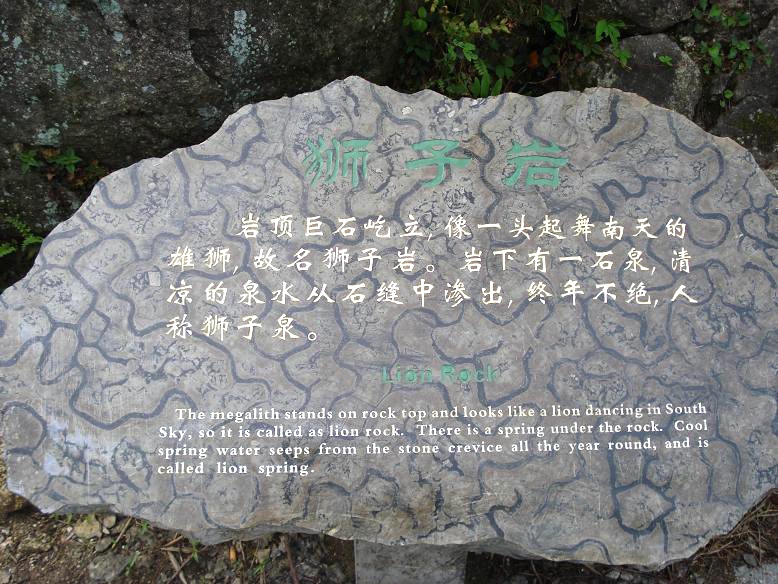 狮子岩
岩顶巨石屹立,像一头起舞南天的
雄狮,故名狮子岩。岩下有一石泉,清
凉的泉水从石缝中渗出,终年不绝,人
称狮子泉。
Lion Rock
The megalith stands on rock top and looks like a lion dancing in South
Sky, so it is called as lion rock. There is a spring under the rock. Cool
spring water seeps from the stone crevice all the year round, and is
called lion spring.